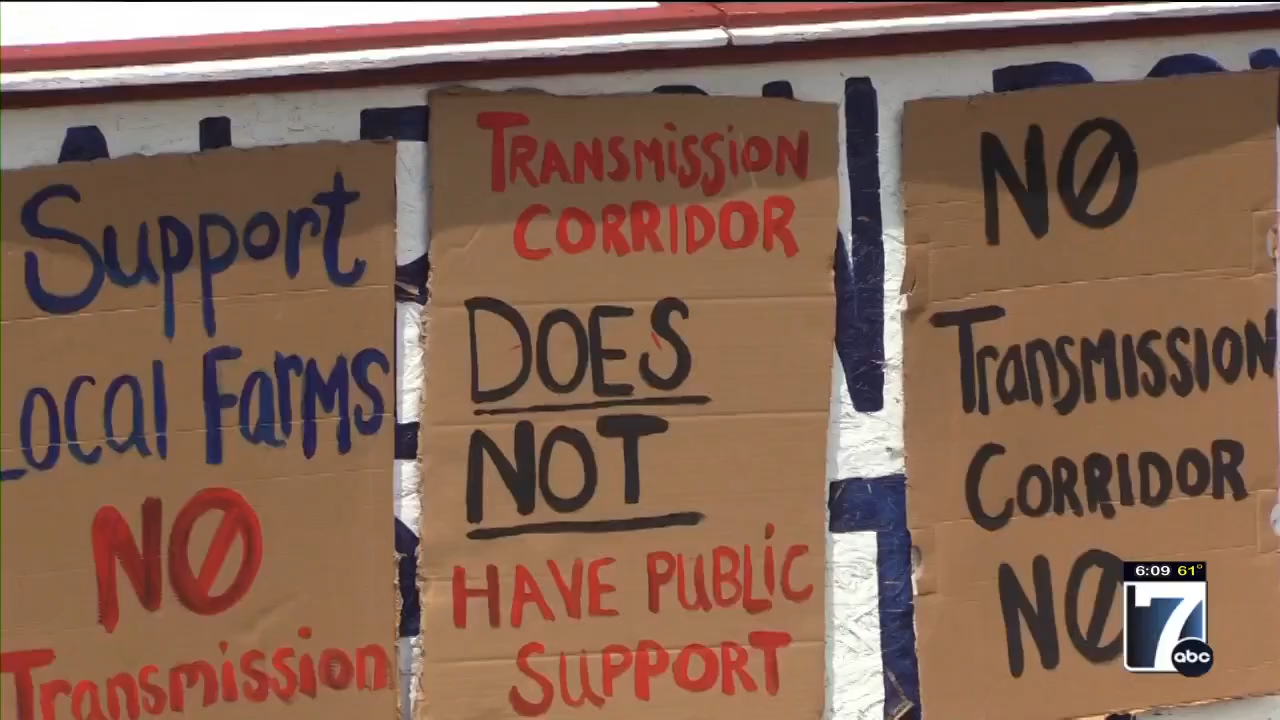 Support
Local Farms
NO
Transmission
TRANSMISSION
CORRIDOR
DOES
NOT
HAVE PUBLIC
SUPPORT
NO
TRANSMISSION
CORRIDOR
NO
6:09 61°
7
abc